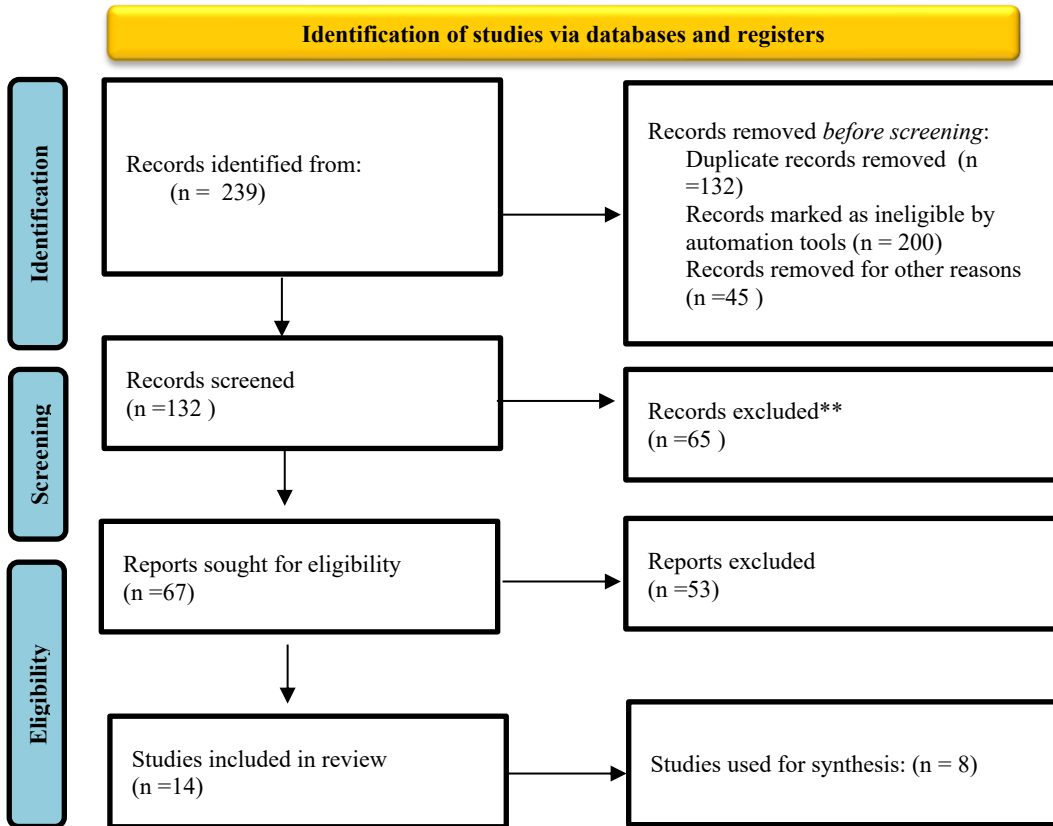 Identification of studies via databases and registers
Identification
Records identified from:
(n =  239)
Records removed before screening:
Duplicate records removed  (n
=132)
Records marked as ineligible by
automation tools (n = 200)
Records removed for other reasons
(n =45 )
Screening
Records screened
(n =132 )
Records excluded**
(n =65 )
Eligibility
Reports sought for eligibility
(n =67)
Reports excluded
(n =53)
Studies included in review
(n =14)
Studies used for synthesis: (n = 8)